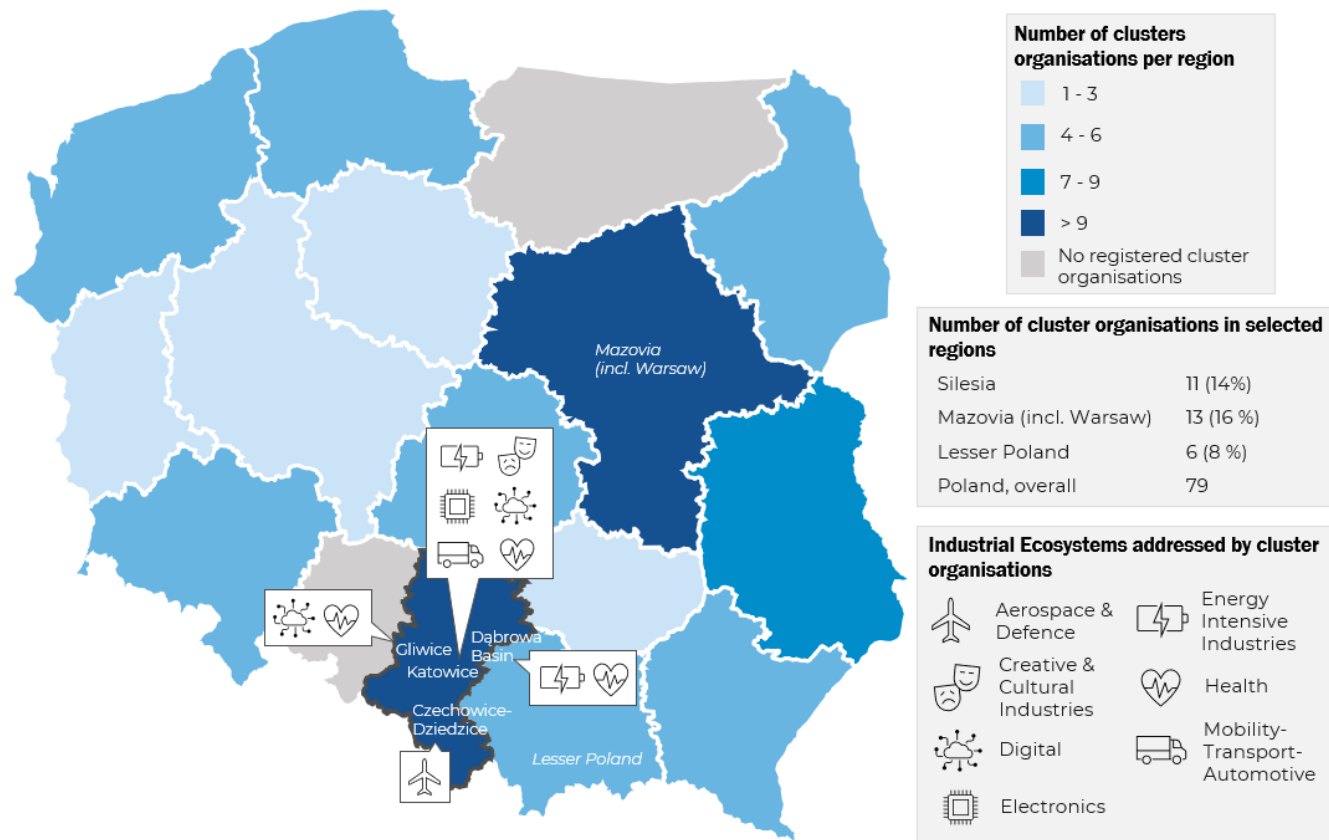 Number of clusters
organisations per region
1 - 3
4 - 6
7 - 9
> 9
No registered cluster
organisations
Mazovia
(incl. Warsaw)
Gliwice
Katowice
Dąbrowa
Basin
Czechowice-
Dziedzice
Lesser Poland
Number of cluster organisations in selected
regions
Silesia 11 (14%)
Mazovia (incl. Warsaw) 13 (16 %)
Lesser Poland 6 (8 %)
Poland, overall 79
Industrial Ecosystems addressed by cluster
organisations
Aerospace &
Defence
Creative &
Cultural
Industries
Digital
Electronics
Energy
Intensive
Industries
Health
Mobility-
Transport-
Automotive